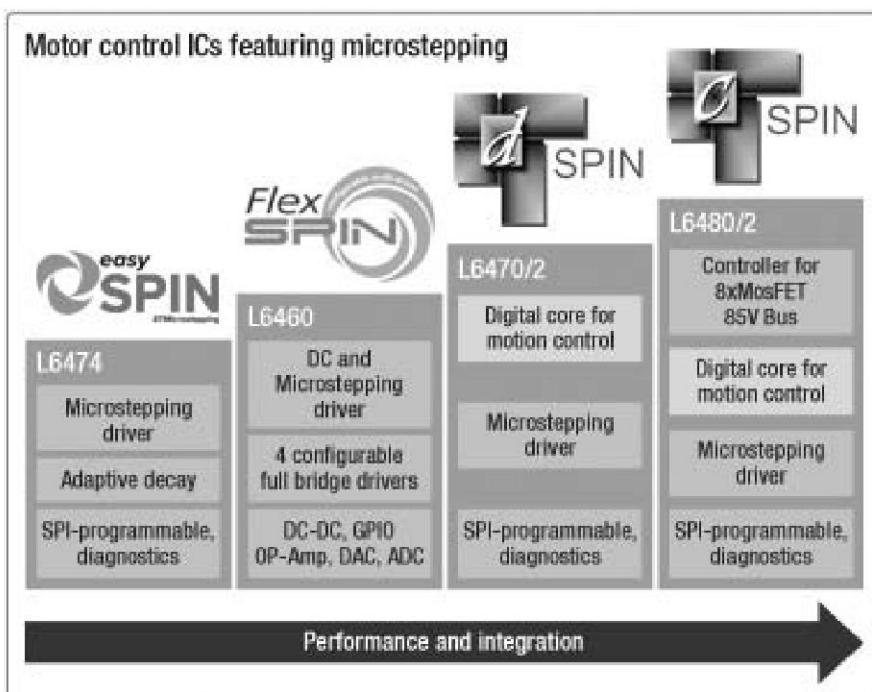 Motor control ICs featuring microstepping
easy
SPIN
STMicrostepping
L6474
Microstepping
driver
Adaptive decay
SPI-programmable,
diagnostics
Flex
SPIN
L6460
DC and
Microstepping
driver
4 configurable
full bridge drivers
DC-DC, GPIO
OP-Amp, DAC, ADC
d
SPIN
L6470/2
Digital core for
motion control
Microstepping
driver
SPI-programmable,
diagnostics
c
SPIN
L6480/2
Controller for
8xMosFET
85V Bus
Digital core for
motion control
Microstepping
driver
SPI-programmable,
diagnostics
Performance and integration